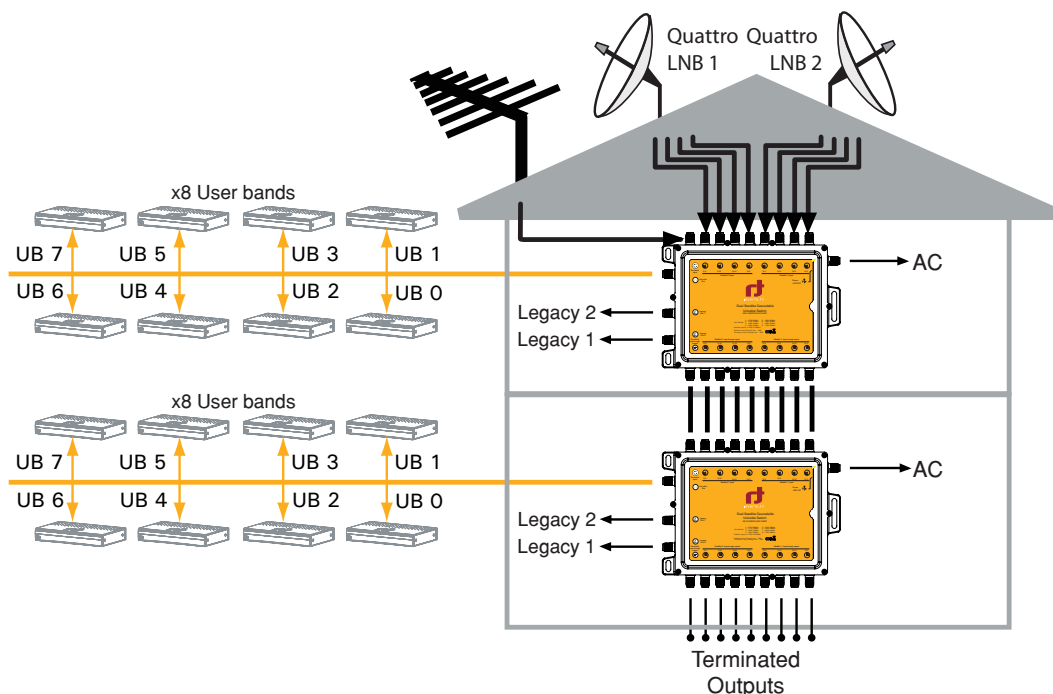 Quattro Quattro
LNB 1 LNB 2
x8 User bands
UB 7 UB 5 UB 3 UB 1
UB 6 UB 4 UB 2 UB 0
AC
Legacy 2
Legacy 1
x8 User bands
UB 7 UB 5 UB 3 UB 1
UB 6 UB 4 UB 2 UB 0
AC
Legacy 2
Legacy 1
Terminated
Outputs